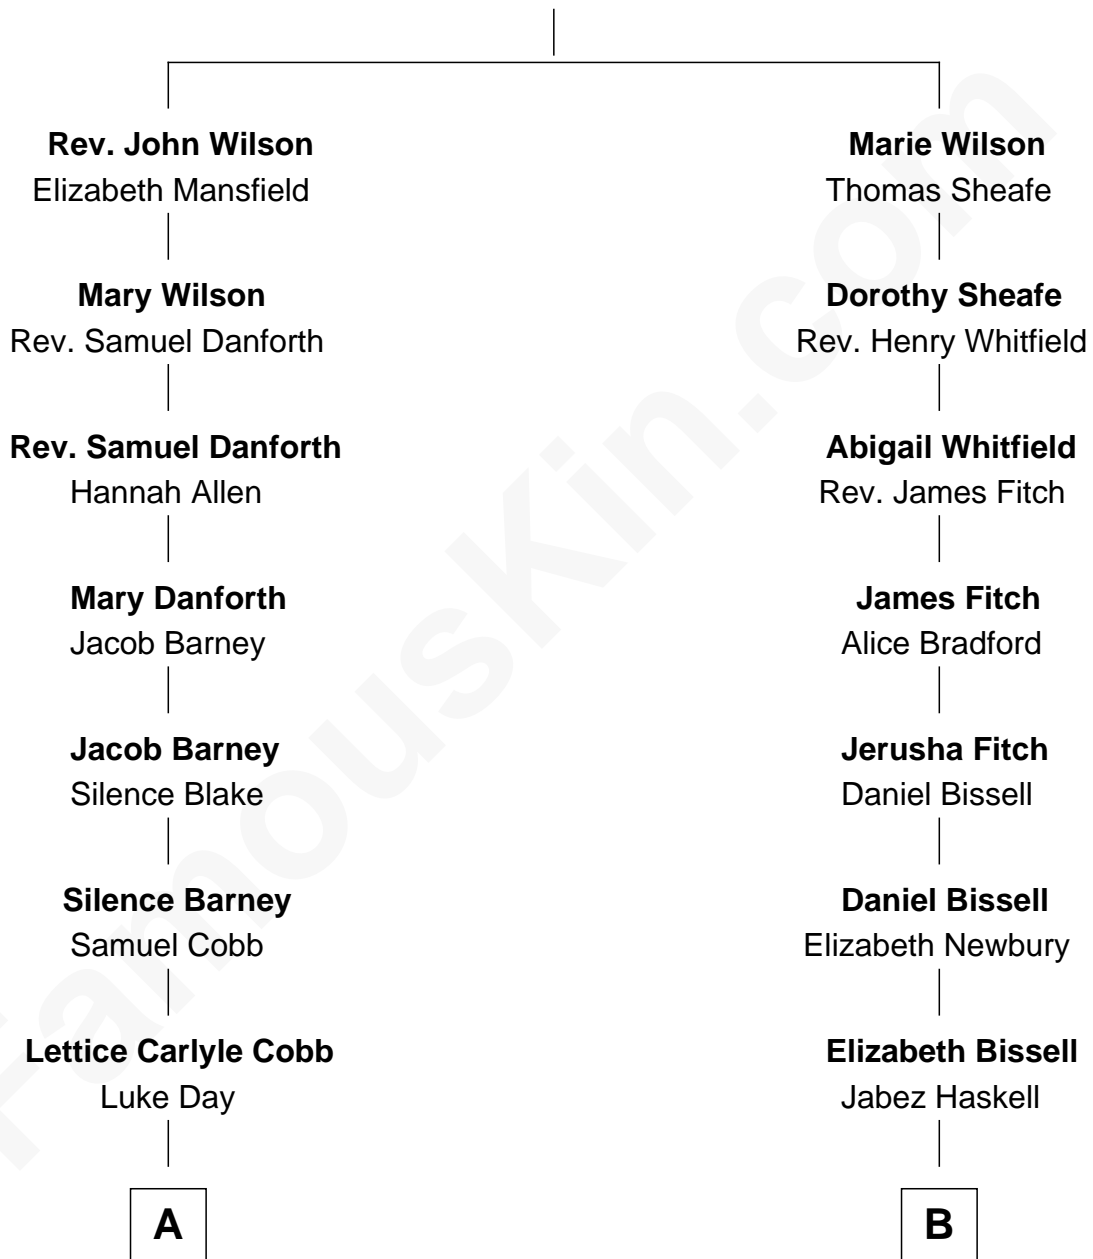 Rev. John Wilson
Elizabeth Mansfield
Mary Wilson
Rev. Samuel Danforth
Rev. Samuel Danforth
Hannah Allen
Mary Danforth
Jacob Barney
Jacob Barney
Silence Blake
Silence Barney
Samuel Cobb
Lettice Carlyle Cobb
Luke Day
A
Marie Wilson
Thomas Sheafe
Dorothy Sheafe
Rev. Henry Whitfield
Abigail Whitfield
Rev. James Fitch
James Fitch
Alice Bradford
Jerusha Fitch
Daniel Bissell
Daniel Bissell
Elizabeth Newbury
Elizabeth Bissell
Jabez Haskell
B
FamousKin.com